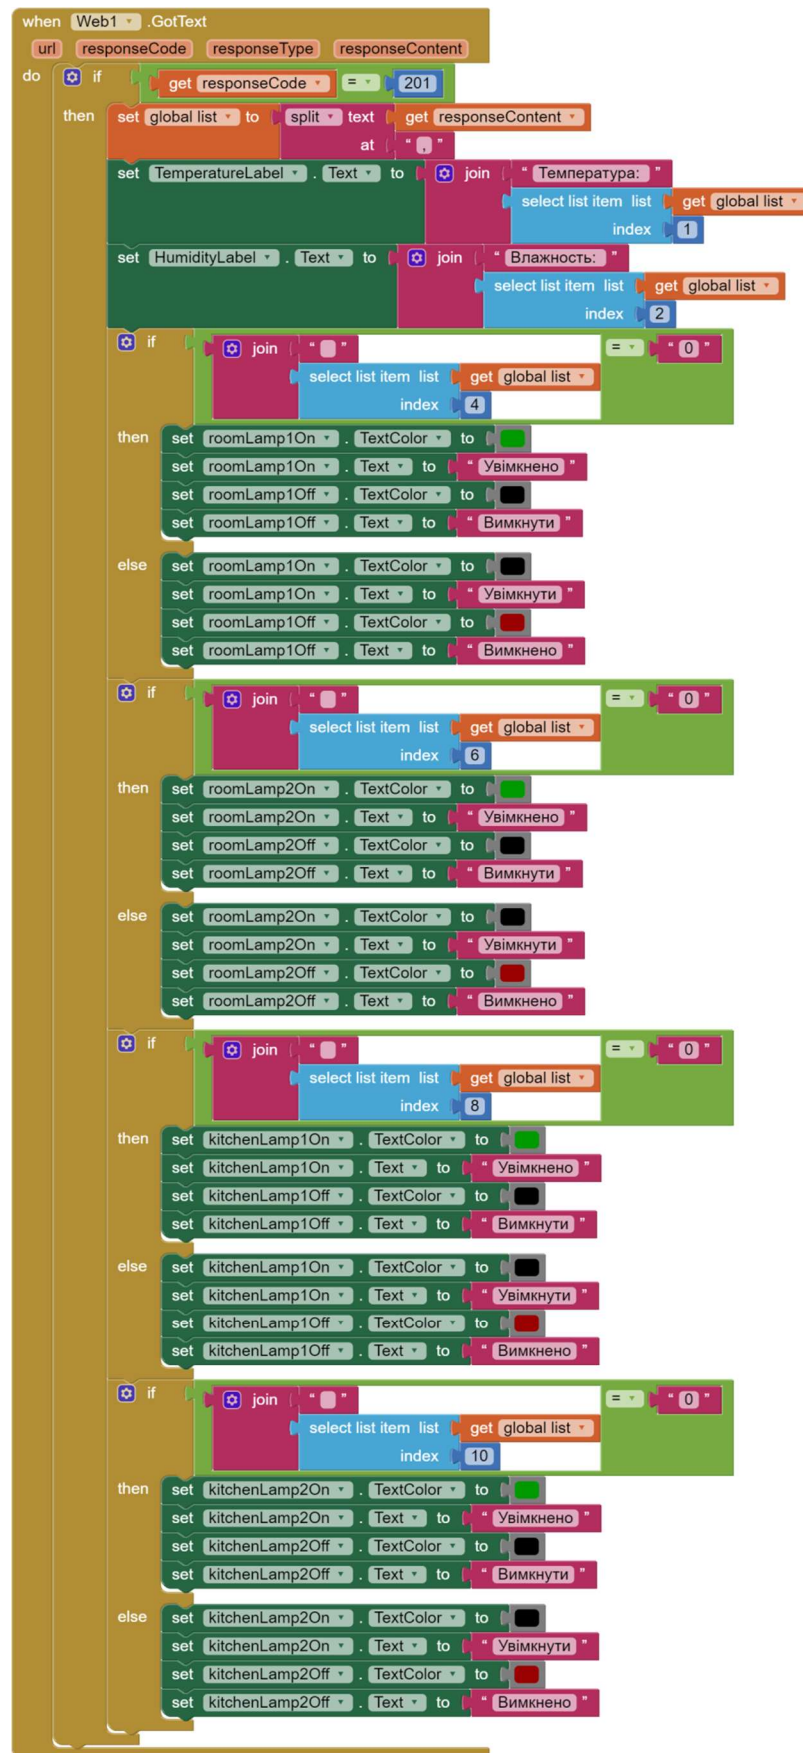 when Web1 .GotText
url responseCode responseType responseContent
do if get responseCode = 201
then set global list to split text get responseContent
at " , "
set TemperatureLabel . Text to join " Температура: "
select list item list get global list
index 1
set HumidityLabel . Text to join " Влажность: "
select list item list get global list
index 2
if join " " = " 0 "
select list item list get global list
index 4
then set roomLamp1On . TextColor to
set roomLamp1On . Text to " Увімкнено "
set roomLamp1Off . TextColor to
set roomLamp1Off . Text to " Вимкнути "
else set roomLamp1On . TextColor to
set roomLamp1On . Text to " Увімкнути "
set roomLamp1Off . TextColor to
set roomLamp1Off . Text to " Вимкнено "
if join " " = " 0 "
select list item list get global list
index 6
then set roomLamp2On . TextColor to
set roomLamp2On . Text to " Увімкнено "
set roomLamp2Off . TextColor to
set roomLamp2Off . Text to " Вимкнути "
else set roomLamp2On . TextColor to
set roomLamp2On . Text to " Увімкнути "
set roomLamp2Off . TextColor to
set roomLamp2Off . Text to " Вимкнено "
if join " " = " 0 "
select list item list get global list
index 8
then set kitchenLamp1On . TextColor to
set kitchenLamp1On . Text to " Увімкнено "
set kitchenLamp1Off . TextColor to
set kitchenLamp1Off . Text to " Вимкнути "
else set kitchenLamp1On . TextColor to
set kitchenLamp1On . Text to " Увімкнути "
set kitchenLamp1Off . TextColor to
set kitchenLamp1Off . Text to " Вимкнено "
if join " " = " 0 "
select list item list get global list
index 10
then set kitchenLamp2On . TextColor to
set kitchenLamp2On . Text to " Увімкнено "
set kitchenLamp2Off . TextColor to
set kitchenLamp2Off . Text to " Вимкнути "
else set kitchenLamp2On . TextColor to
set kitchenLamp2On . Text to " Увімкнути "
set kitchenLamp2Off . TextColor to
set kitchenLamp2Off . Text to " Вимкнено "